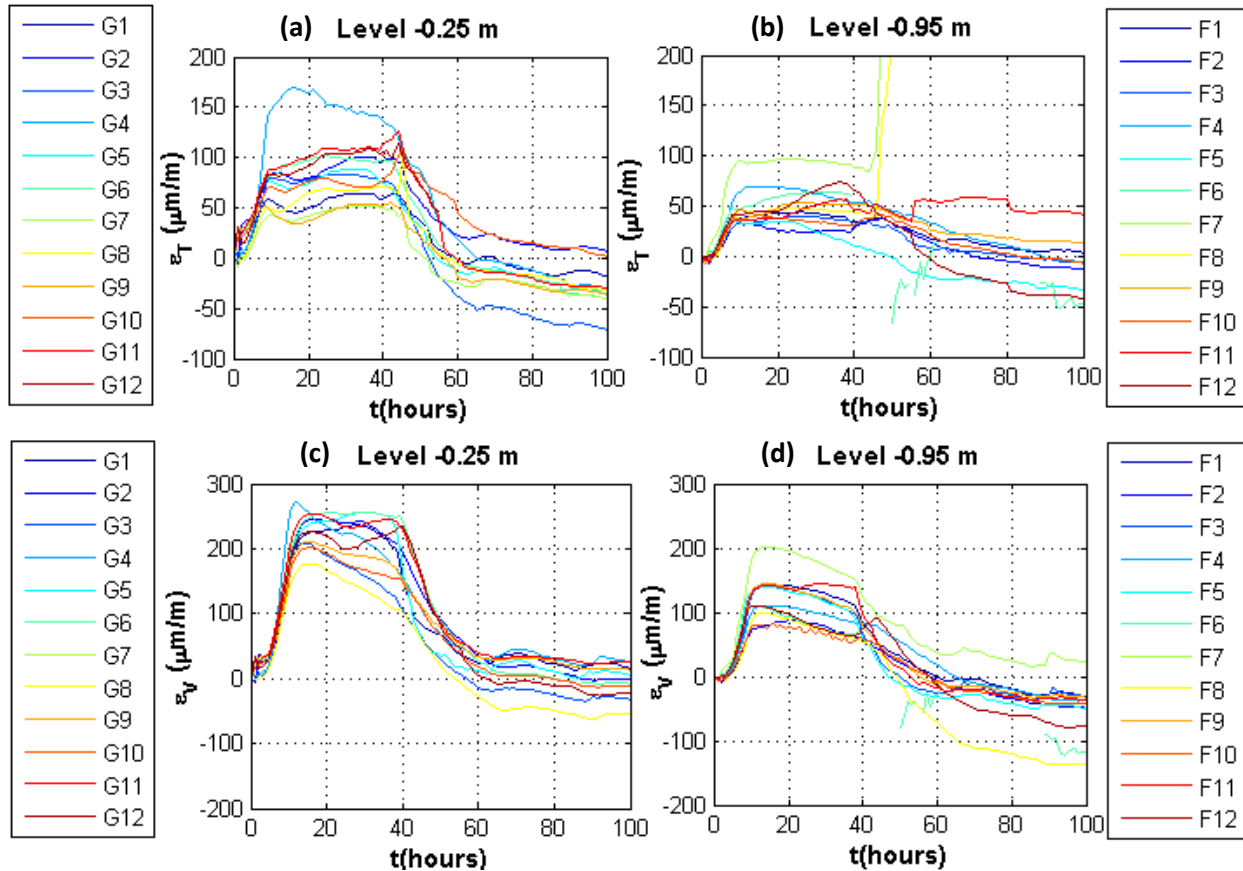 (a) Level -0.25 m
(b) Level -0.95 m
G1
G2
G3
G4
G5
G6
G7
G8
G9
G10
G11
G12
εT (μm/m)
200
150
100
50
0
-50
-100
0 20 40 60 80 100
t(hours)
εT (μm/m)
200
150
100
50
0
-50
-100
0 20 40 60 80 100
t(hours)
F1
F2
F3
F4
F5
F6
F7
F8
F9
F10
F11
F12
(c) Level -0.25 m
(d) Level -0.95 m
G1
G2
G3
G4
G5
G6
G7
G8
G9
G10
G11
G12
εV (μm/m)
300
200
100
0
-100
-200
0 20 40 60 80 100
t(hours)
εV (μm/m)
300
200
100
0
-100
-200
0 20 40 60 80 100
t(hours)
F1
F2
F3
F4
F5
F6
F7
F8
F9
F10
F11
F12